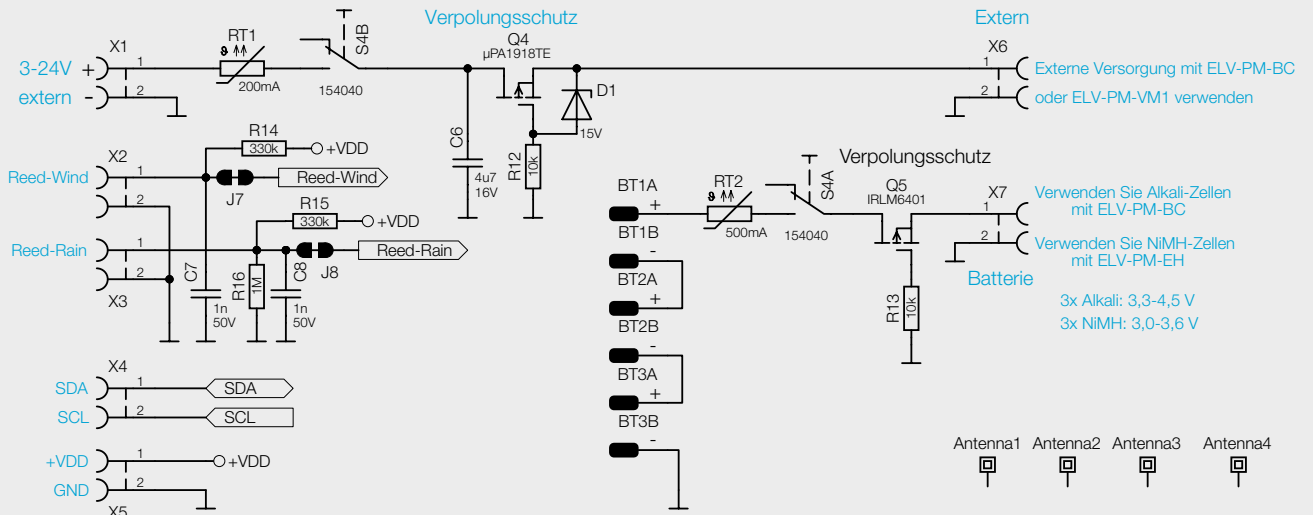 Verpolungsschutz
Extern
X1
3-24V +
extern -
1
2
ϑ
RT1
200mA
S4B
154040
Q4
µPA1918TE
D1
15V
C6
4u7
16V
R12
10k
X6
1
2
Externe Versorgung mit ELV-PM-BC
oder ELV-PM-VM1 verwenden
X2
Reed-Wind
1
2
R14
330k
+VDD
J7
Reed-Wind
R15
330k
+VDD
Reed-Rain
1
2
X3
J8
Reed-Rain
C7
1n
50V
R16
1M
C8
1n
50V
Verpolungsschutz
BT1A
+
BT1B
-
BT2A
+
BT2B
-
BT3A
+
BT3B
-
ϑ
RT2
500mA
S4A
154040
Q5
IRLM6401
R13
10k
X7
1
2
Verwenden Sie Alkali-Zellen
mit ELV-PM-BC
Verwenden Sie NiMH-Zellen
mit ELV-PM-EH
Batterie
3x Alkali: 3,3-4,5 V
3x NiMH: 3,0-3,6 V
X4
SDA
1
SDA
SCL
2
SCL
+VDD
1
+VDD
GND
2
X5
Antenna1
Antenna2
Antenna3
Antenna4